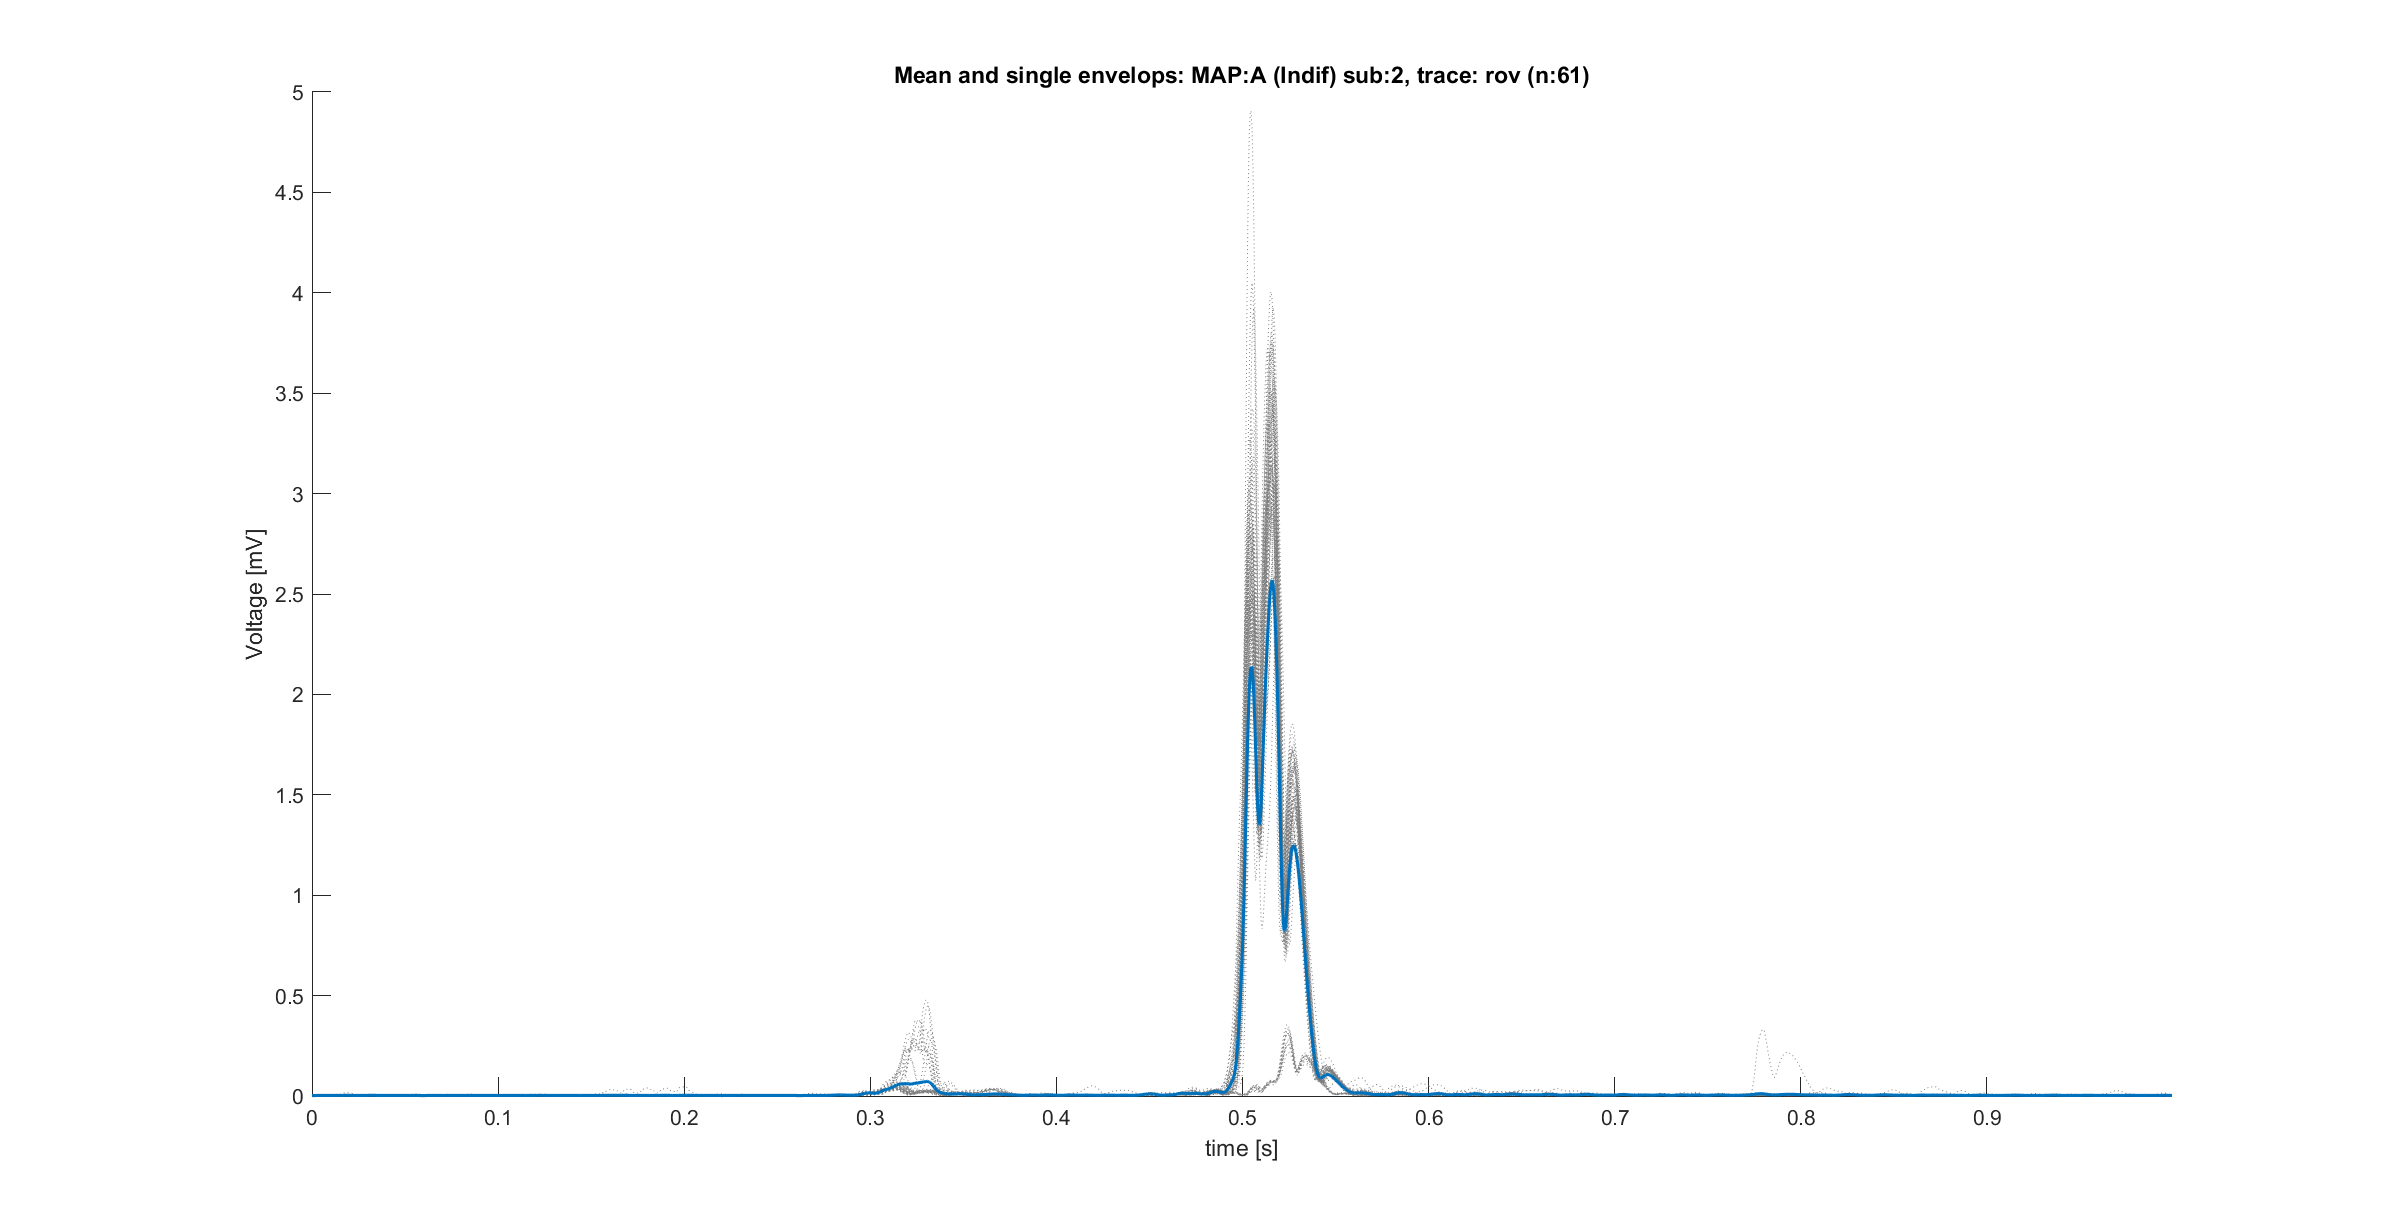 Mean and single envelops: MAP:A (Indif) sub:2, trace: rov (n:61)
5
4.5
4
3.5
3
2.5
2
1.5
1
0.5
0
Voltage [mV]
0 0.1 0.2 0.3 0.4 0.5 0.6 0.7 0.8 0.9
time [s]